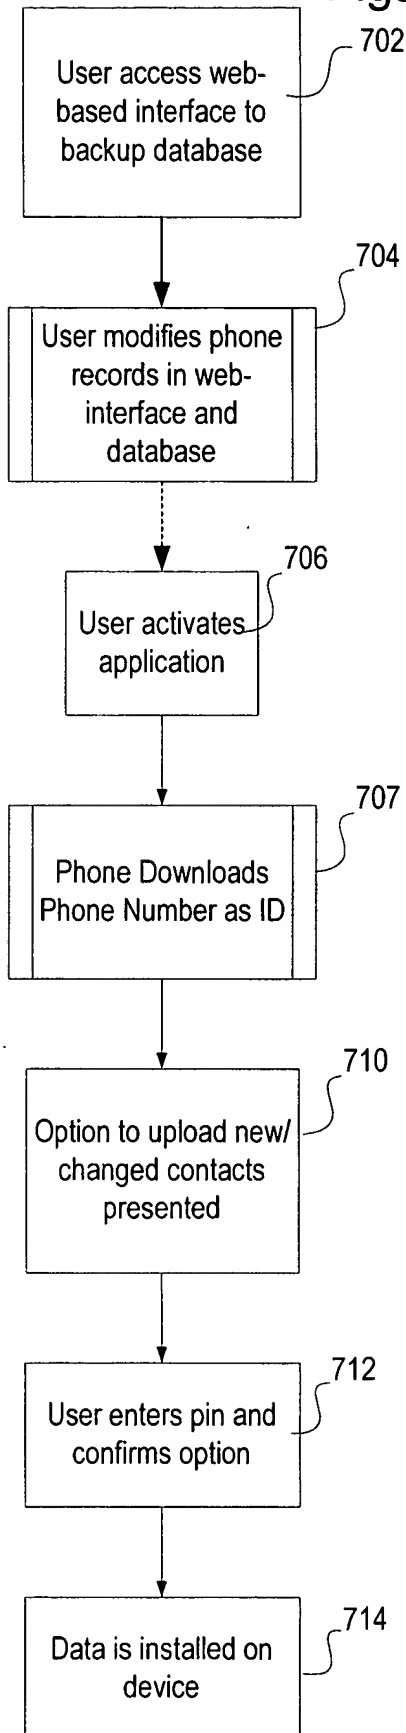 702
User access web-
based interface to
backup database
704
User modifies phone
records in web-
interface and
database
706
User activates
application
707
Phone Downloads
Phone Number as ID
710
Option to upload new/
changed contacts
presented
712
User enters pin and
confirms option
714
Data is installed on
device